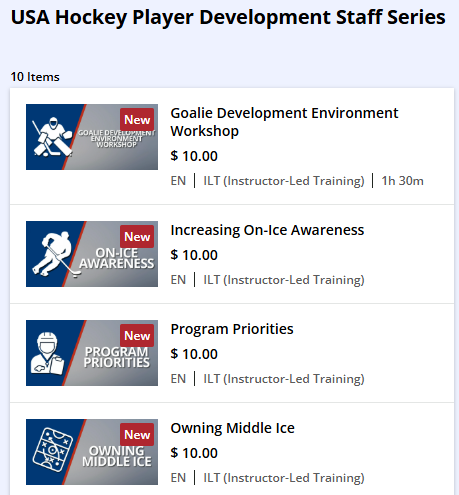 USA Hockey Player Development Staff Series
10 Items
New
GOALIE DEVELOPMENT
ENVIRONMENT
WORKSHOP
Goalie Development Environment
Workshop
$ 10.00
EN | ILT (Instructor-Led Training) | 1h 30m
New
ON-ICE
AWARENESS
Increasing On-Ice Awareness
$ 10.00
EN | ILT (Instructor-Led Training)
New
PROGRAM
PRIORITIES
Program Priorities
$ 10.00
EN | ILT (Instructor-Led Training)
New
OWNING
MIDDLE ICE
Owning Middle Ice
$ 10.00
EN | ILT (Instructor-Led Training)